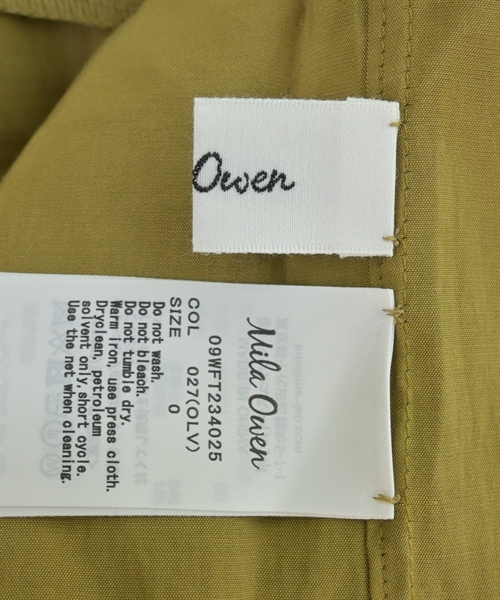 Owen
Mila Owen
09WFT234025
COL 027(OLV)
SIZE 0
Do not wash.
Do not bleach.
Do not tumble dry.
Warm iron, use press cloth.
Dryclean, petroleum
solvent only, short cycle.
Use the net when cleaning.